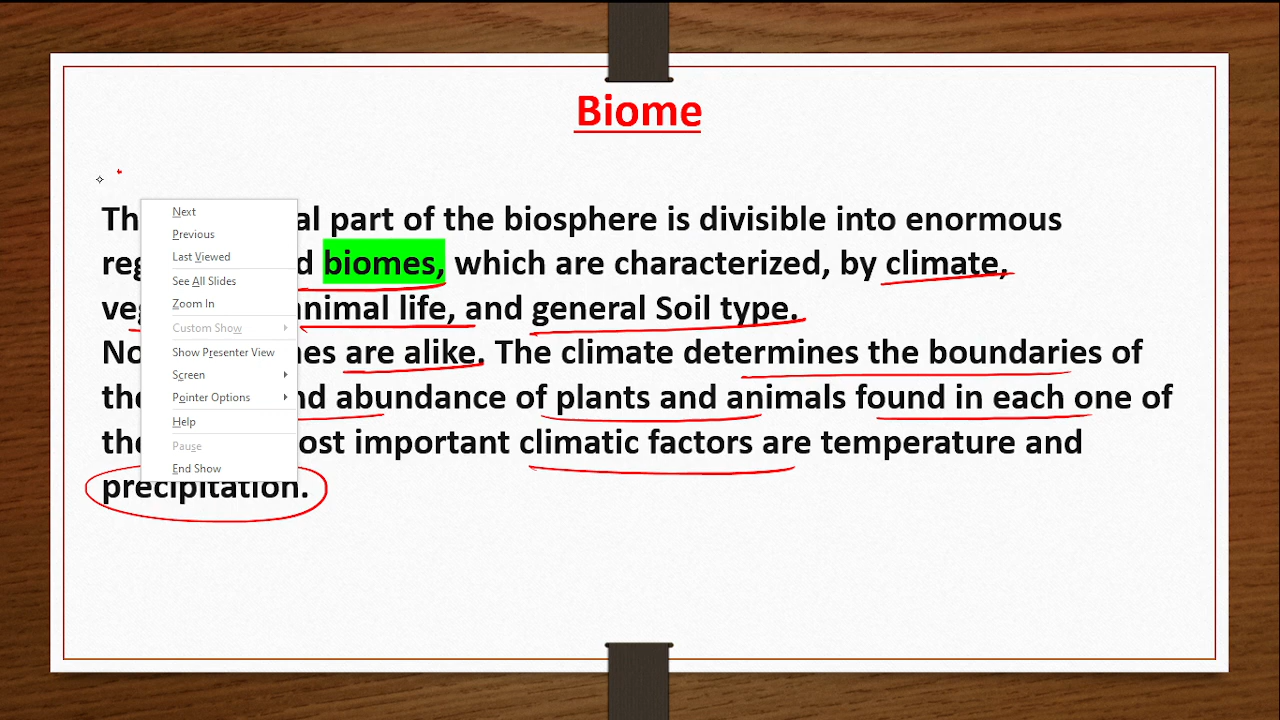 Biome
Th al part of the biosphere is divisible into enormous
reg d biomes, which are characterized, by climate,
veg animal life, and general Soil type.
No mes are alike. The climate determines the boundaries of
the nd abundance of plants and animals found in each one of
the ost important climatic factors are temperature and
precipitation.
Next
Previous
Last Viewed
See All Slides
Zoom In
Custom Show
Show Presenter View
Screen
Pointer Options
Help
Pause
End Show